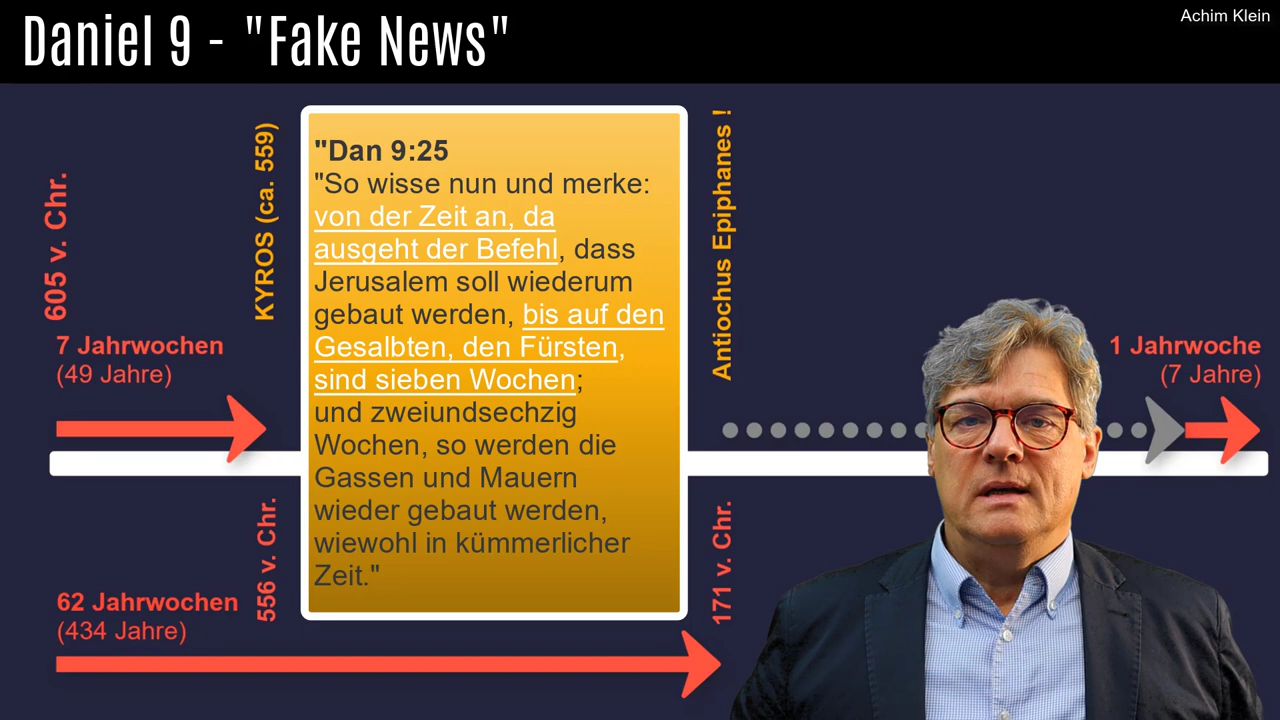 Daniel 9 - "Fake News"
Achim Klein
605 v. Chr.
KYROS (ca. 559)
7 Jahrwochen
(49 Jahre)
"Dan 9:25
"So wisse nun und merke:
von der Zeit an, da
ausgeht der Befehl, dass
Jerusalem soll wiederum
gebaut werden, bis auf den
Gesalbten, den Fürsten,
sind sieben Wochen;
und zweiundsechzig
Wochen, so werden die
Gassen und Mauern
wieder gebaut werden,
wiewohl in kümmerlicher
Zeit."
Antiochus Epiphanes !
1 Jahrwoche
(7 Jahre)
556 v. Chr.
171 v. Chr.
62 Jahrwochen
(434 Jahre)